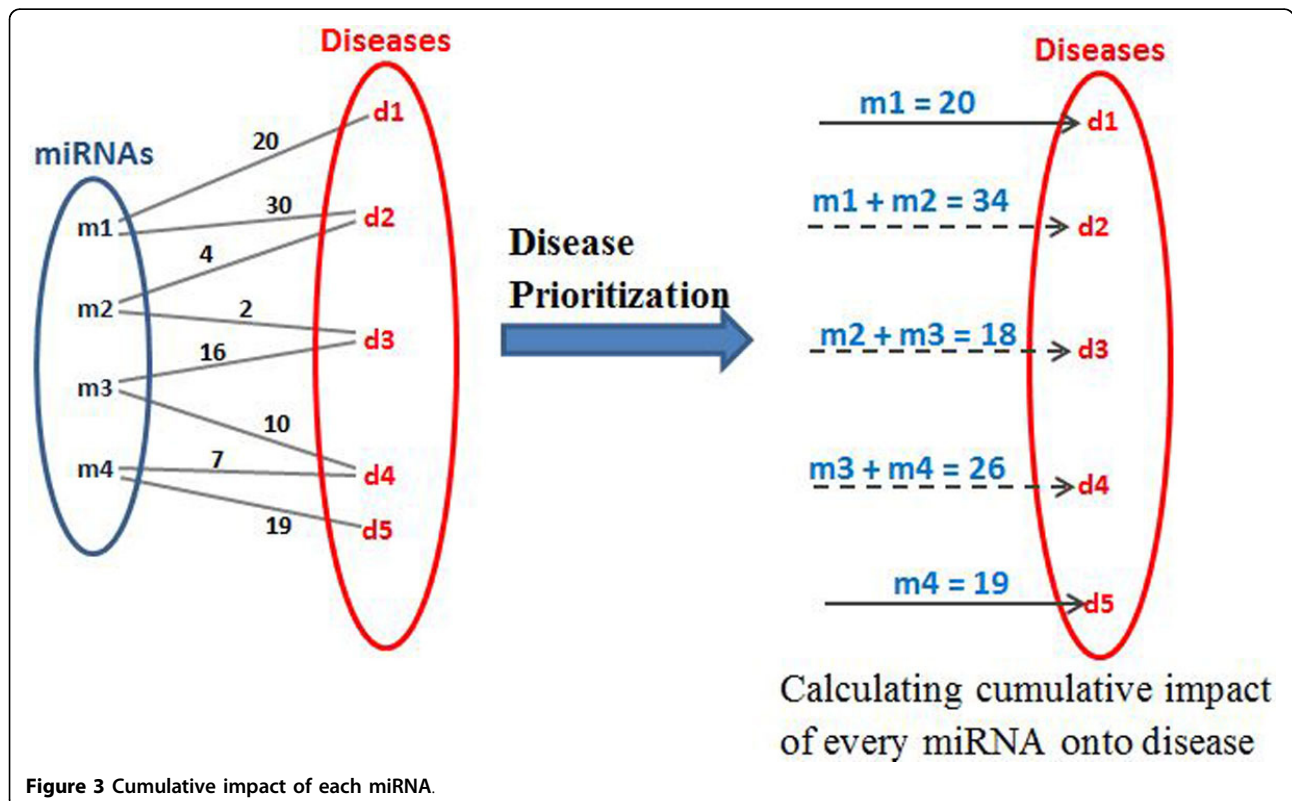 Diseases
miRNAs
m1
m2
m3
m4
20
30
4
2
16
10
7
19
d1
d2
d3
d4
d5
Disease
Prioritization
Diseases
m1 = 20
d1
m1 + m2 = 34
d2
m2 + m3 = 18
d3
m3 + m4 = 26
d4
m4 = 19
d5
Calculating cumulative impact
of every miRNA onto disease
Figure 3 Cumulative impact of each miRNA.